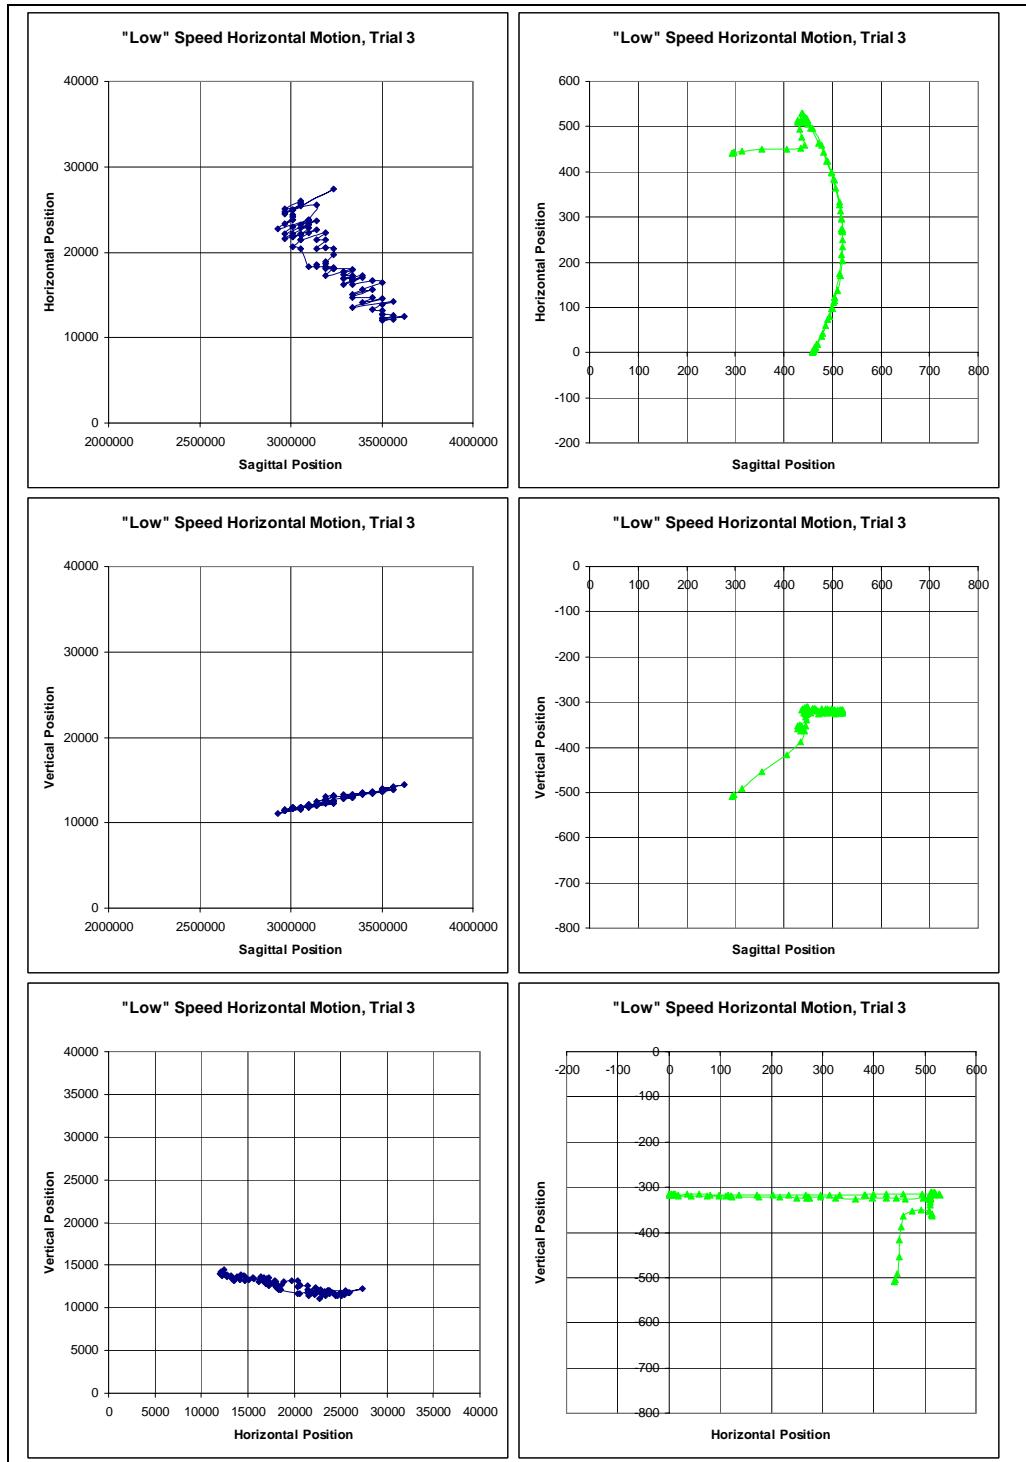 "Low" Speed Horizontal Motion, Trial 3
40000
30000
20000
10000
0
2000000 2500000 3000000 3500000 4000000
Horizontal Position
Sagittal Position
"Low" Speed Horizontal Motion, Trial 3
600
500
400
300
200
100
0
-100
-200
0 100 200 300 400 500 600 700 800
Horizontal Position
Sagittal Position
"Low" Speed Horizontal Motion, Trial 3
40000
30000
20000
10000
0
2000000 2500000 3000000 3500000 4000000
Vertical Position
Sagittal Position
"Low" Speed Horizontal Motion, Trial 3
0
-100
-200
-300
-400
-500
-600
-700
-800
0 100 200 300 400 500 600 700 800
Vertical Position
Sagittal Position
"Low" Speed Horizontal Motion, Trial 3
40000
35000
30000
25000
20000
15000
10000
5000
0
0 5000 10000 15000 20000 25000 30000 35000 40000
Vertical Position
Horizontal Position
"Low" Speed Horizontal Motion, Trial 3
0
-200 -100 0 100 200 300 400 500 600
-100
-200
-300
-400
-500
-600
-700
-800
Vertical Position
Horizontal Position